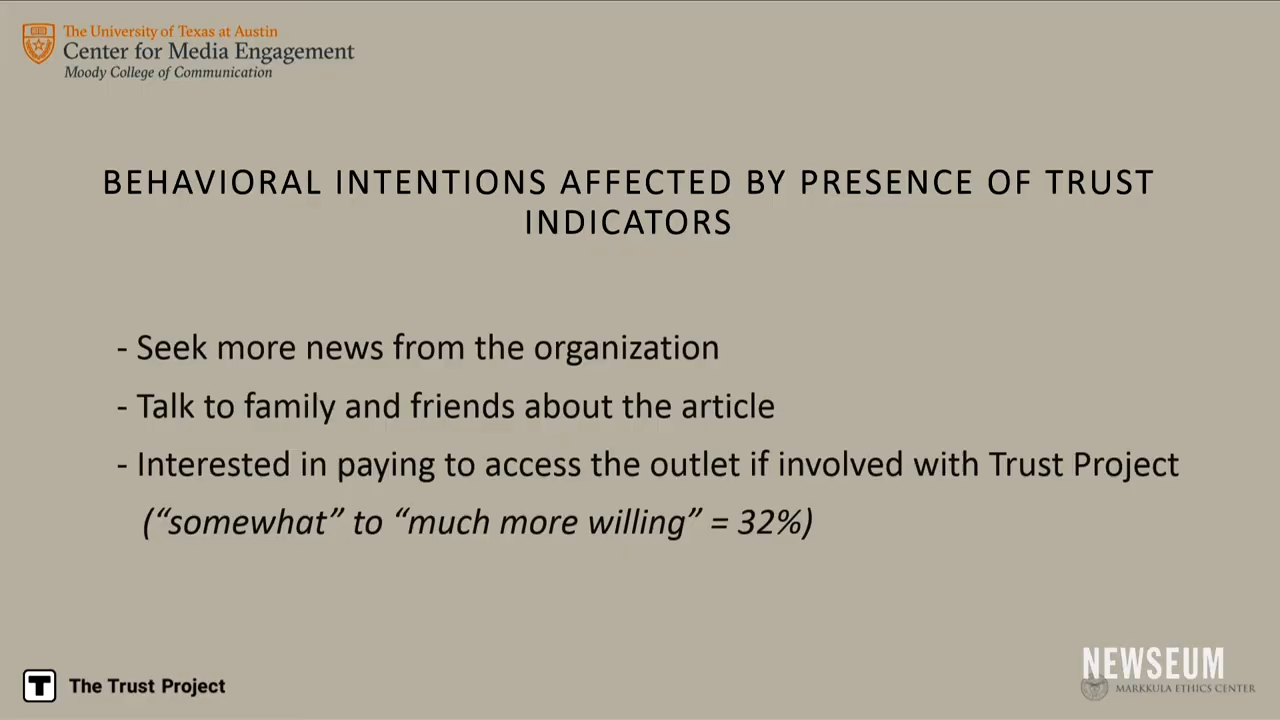 The University of Texas at Austin
Center for Media Engagement
Moody College of Communication
BEHAVIORAL INTENTIONS AFFECTED BY PRESENCE OF TRUST
INDICATORS
- Seek more news from the organization
- Talk to family and friends about the article
- Interested in paying to access the outlet if involved with Trust Project
(“somewhat” to “much more willing” = 32%)
T The Trust Project
NEWSEUM
MARKKULA ETHICS CENTER